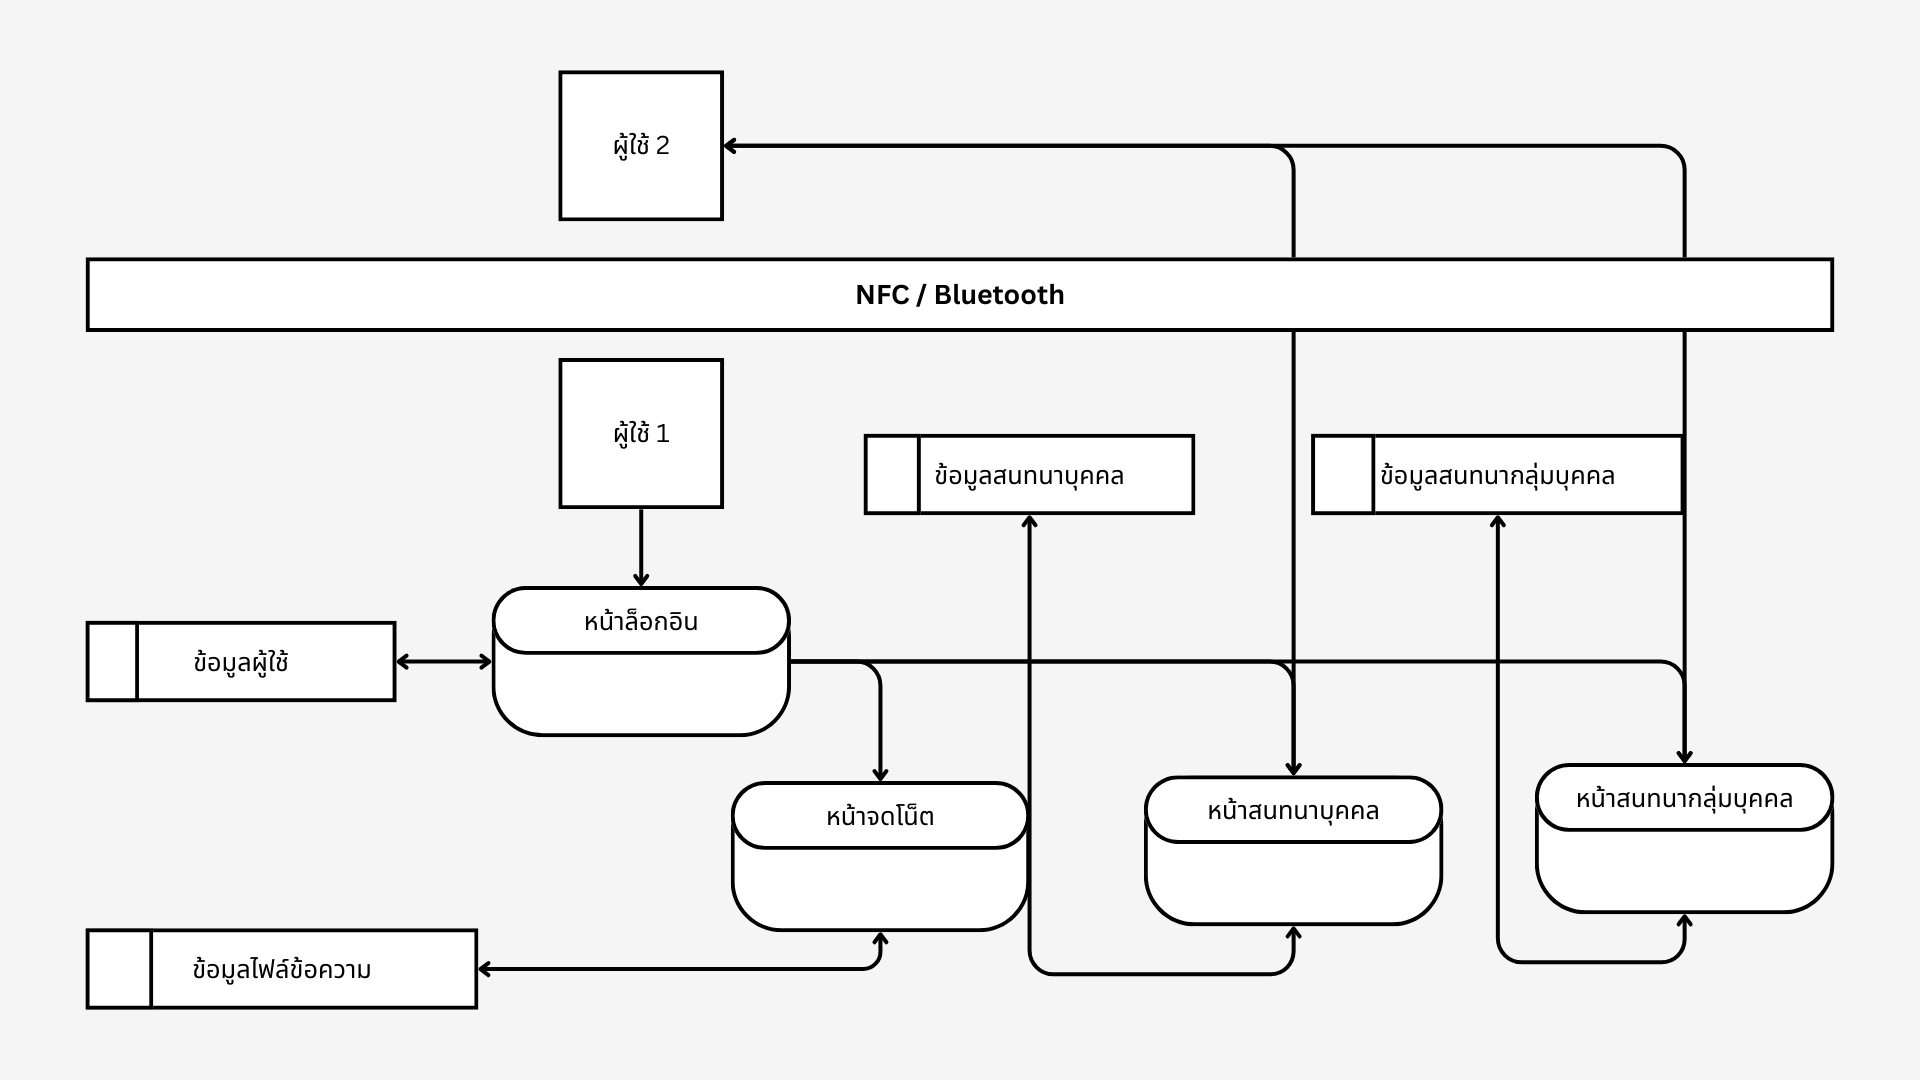 ผู้ใช้ 2
NFC / Bluetooth
ผู้ใช้ 1
ข้อมูลสนทนาบุคคล
ข้อมูลสนทนากลุ่มบุคคล
หน้าล็อกอิน
ข้อมูลผู้ใช้
หน้าจดโน็ต
หน้าสนทนาบุคคล
หน้าสนทนากลุ่มบุคคล
ข้อมูลไฟล์ข้อความ